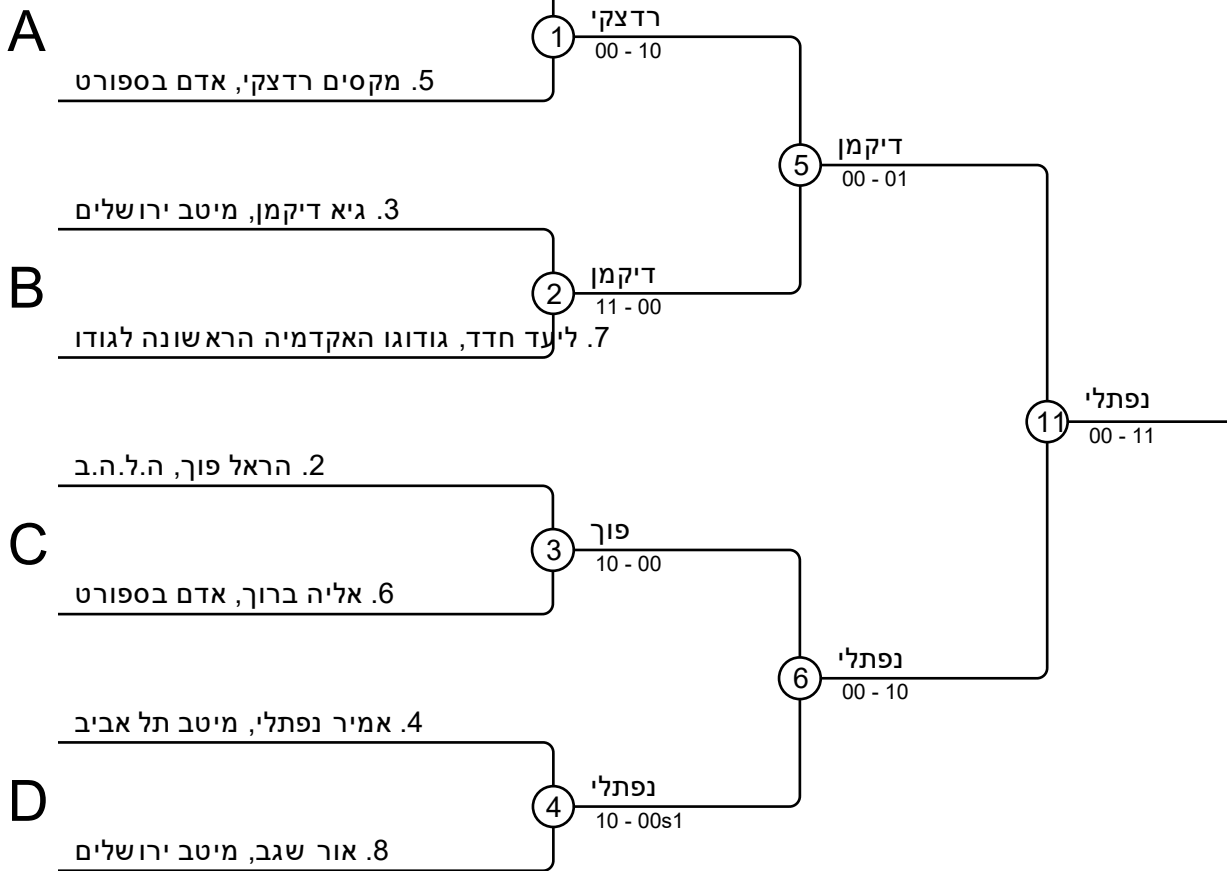 A
1
רדצקי
00 - 10
5. מקסים רדצקי, אדם בספורט
5
דיקמן
00 - 01
3. גיא דיקמן, מיטב ירושלים
B
2
דיקמן
11 - 00
7. ליעד חדד, גודוגו האקדמיה הראשונה לגודו
11
נפתלי
00 - 11
2. הראל פוך, ה.ל.ה.ב
C
3
פוך
10 - 00
6. אליה ברוך, אדם בספורט
6
נפתלי
00 - 10
4. אמיר נפתלי, מיטב תל אביב
D
4
נפתלי
10 - 00s1
8. אור שגב, מיטב ירושלים